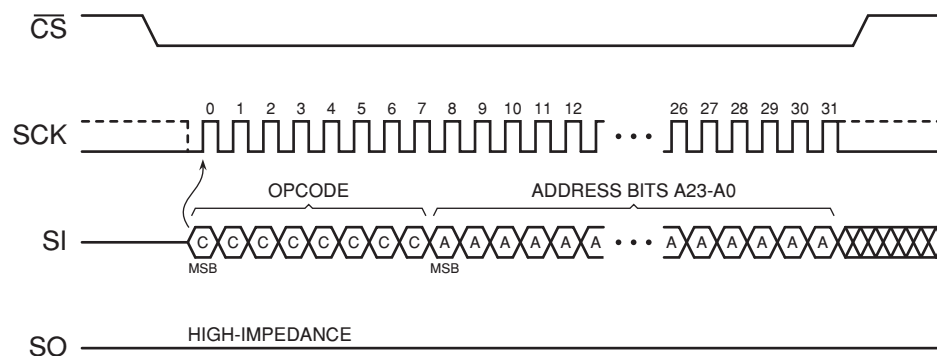 CS
0 1 2 3 4 5 6 7 8 9 10 11 12 26 27 28 29 30 31
SCK
OPCODE ADDRESS BITS A23-A0
SI C C C C C C C C A A A A A A A A A A A A
MSB MSB
HIGH-IMPEDANCE
SO